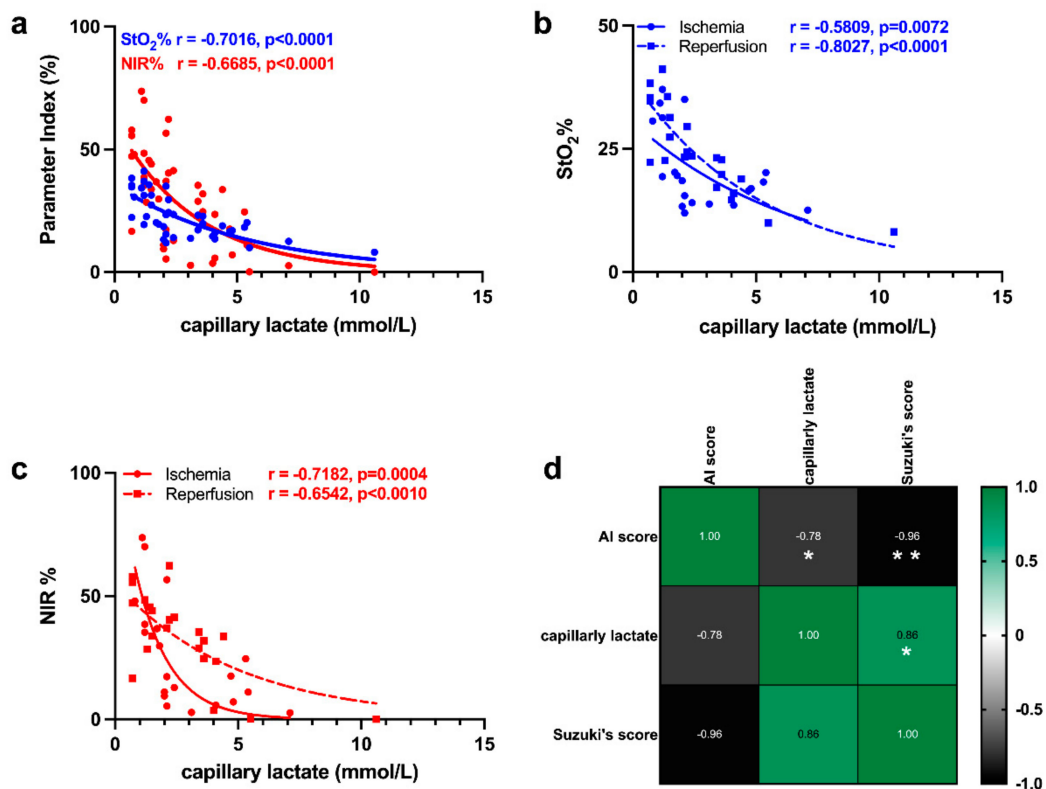 a
StO₂% r = -0.7016, p<0.0001
NIR% r = -0.6685, p<0.0001
Parameter Index (%)
100
50
0
0 5 10 15
capillary lactate (mmol/L)
b
Ischemia r = -0.5809, p=0.0072
Reperfusion r = -0.8027, p<0.0001
StO₂%
50
25
0
0 5 10 15
capillary lactate (mmol/L)
c
Ischemia r = -0.7182, p=0.0004
Reperfusion r = -0.6542, p<0.0010
NIR %
100
50
0
0 5 10 15
capillary lactate (mmol/L)
d
AI score
capillarly lactate
Suzuki's score
AI score 1.00 -0.78 -0.96
* * *
capillarly lactate -0.78 1.00 0.86
*
Suzuki's score -0.96 0.86 1.00
1.0
0.5
0
-0.5
-1.0